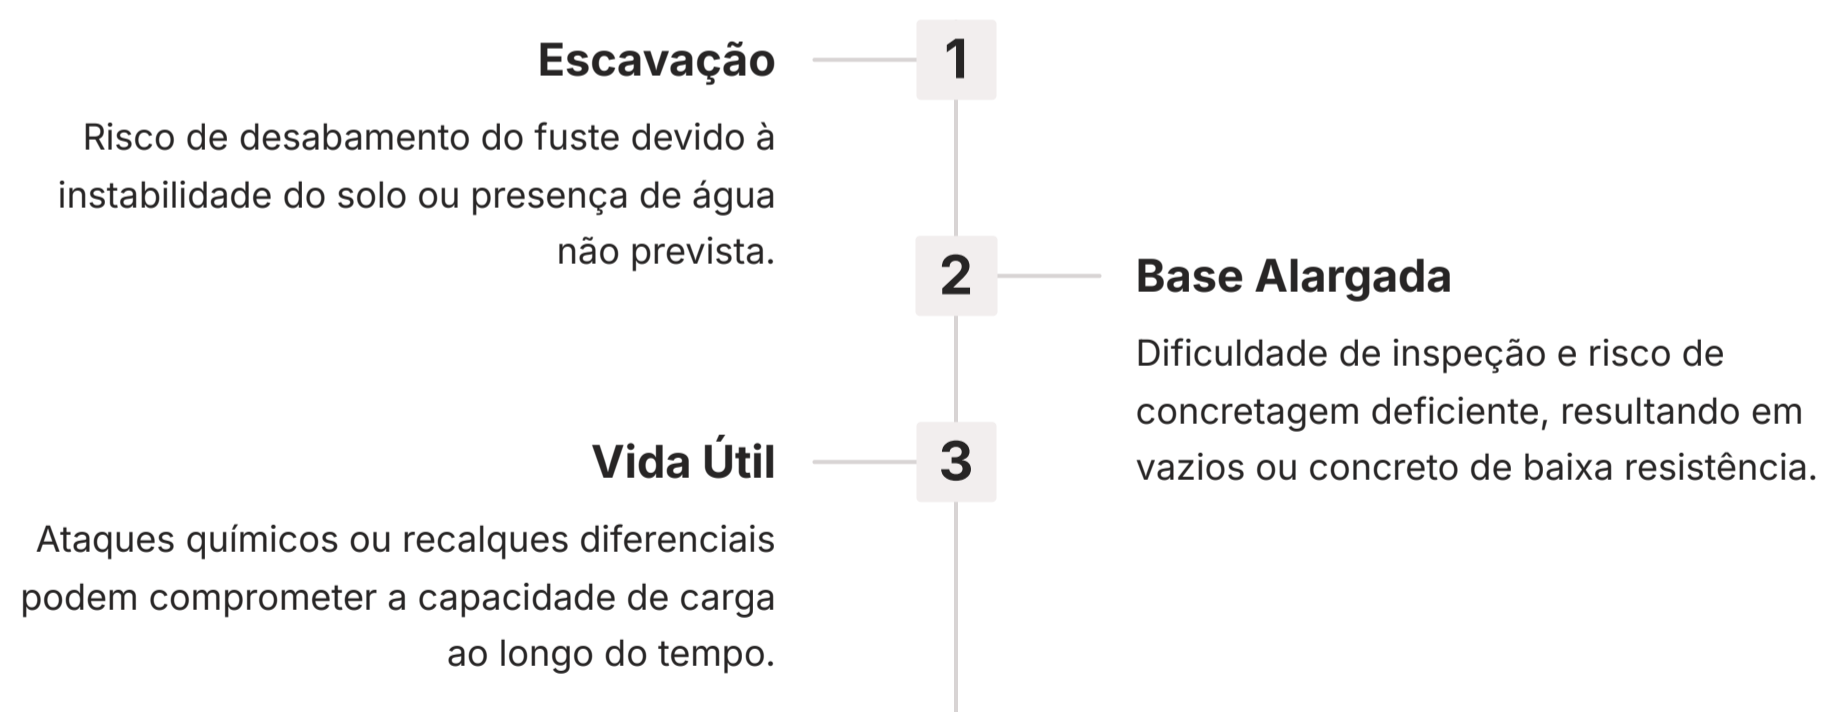 1
Escavação
Risco de desabamento do fuste devido à
instabilidade do solo ou presença de água
não prevista.
2
Base Alargada
Dificuldade de inspeção e risco de
concretagem deficiente, resultando em
vazios ou concreto de baixa resistência.
3
Vida Útil
Ataques químicos ou recalques diferenciais
podem comprometer a capacidade de carga
ao longo do tempo.